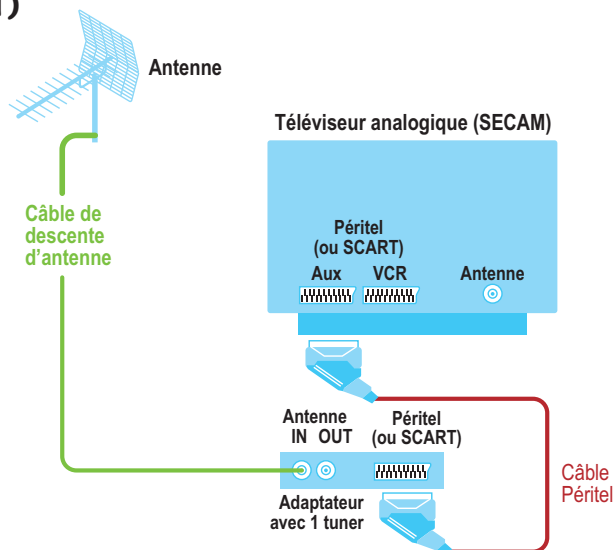 Antenne
Téléviseur analogique (SECAM)
Câble de
descente
d'antenne
Péritel
(ou SCART)
Aux VCR Antenne
Antenne
IN OUT
Péritel
(ou SCART)
Adaptateur
avec 1 tuner
Câble
Péritel